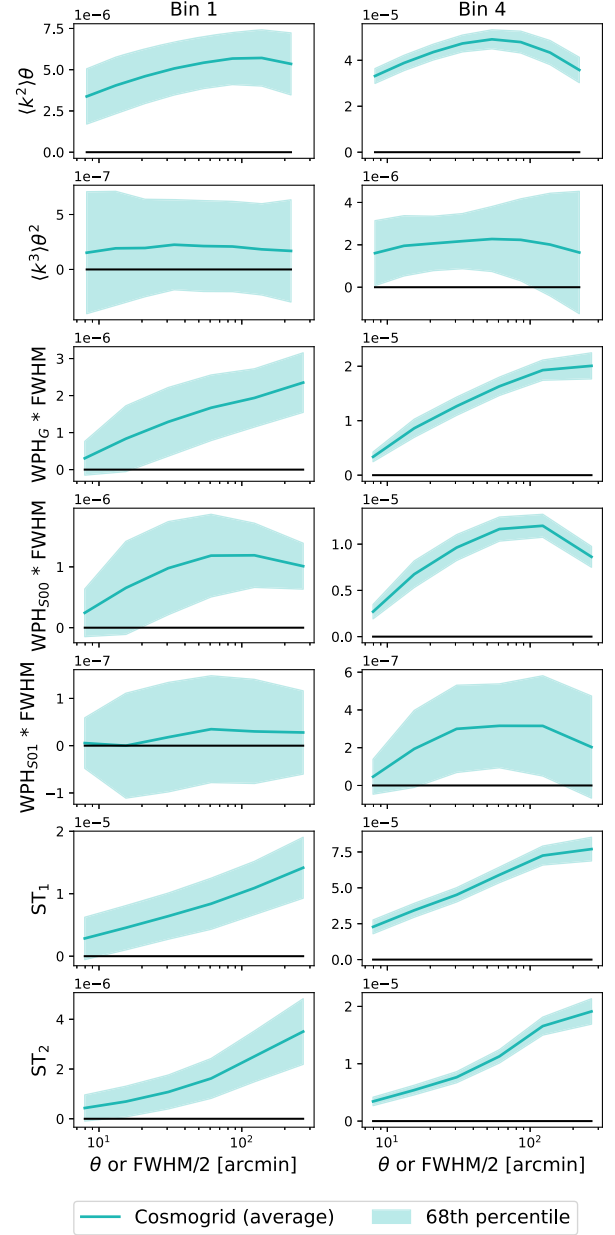 Bin 1 Bin 4
1e−6 1e−5
⟨k²⟩θ
7.5
5.0
2.5
0.0
4
2
0
1e−7 1e−6
⟨k³⟩θ²
5
0
4
2
0
1e−6 1e−5
WPH_G * FWHM
3
2
1
0
2
1
0
1e−6 1e−5
WPH_S00 * FWHM
1
0
1.0
0.5
0.0
1e−7 1e−7
WPH_S01 * FWHM
1
0
−1
6
4
2
0
1e−5 1e−5
ST₁
2
1
0
7.5
5.0
2.5
0.0
1e−6 1e−5
ST₂
4
2
0
2
1
0
10¹ 10² 10¹ 10²
θ or FWHM/2 [arcmin] θ or FWHM/2 [arcmin]
Cosmogrid (average) 68th percentile